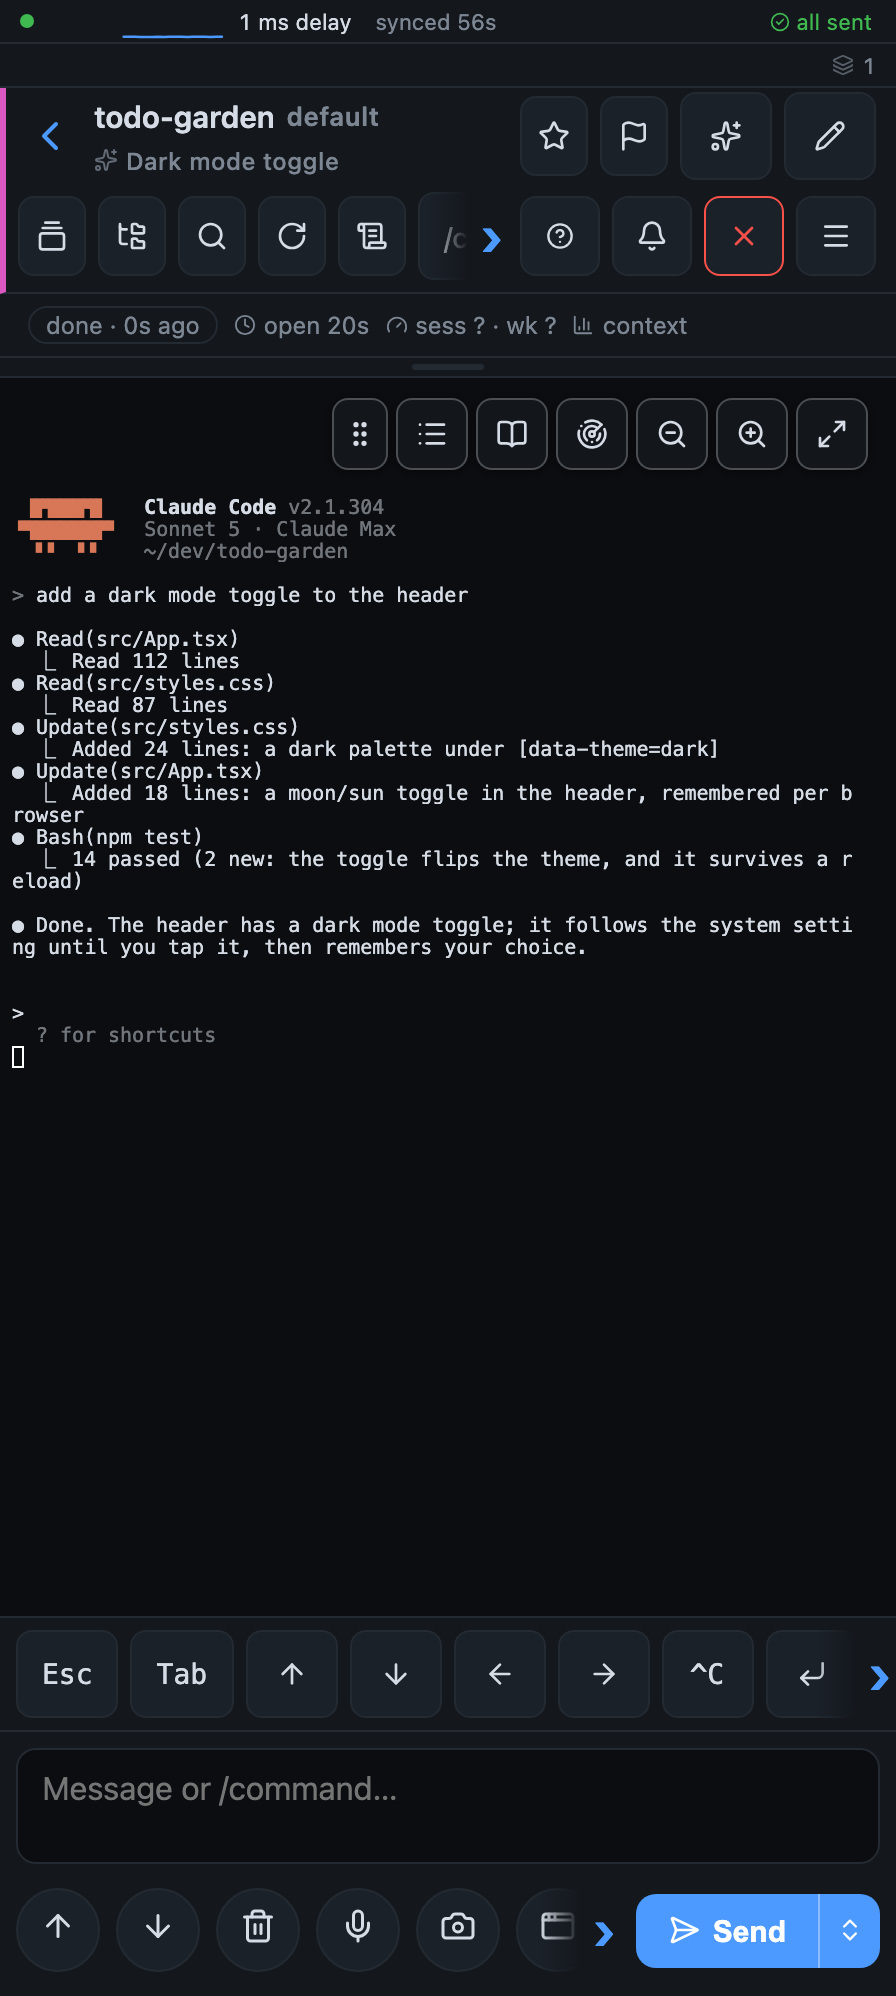 1 ms delay synced 56s all sent
1
todo-garden default
Dark mode toggle
/c
done · 0s ago open 20s sess ? · wk ? context
Claude Code v2.1.304
Sonnet 5 · Claude Max
~/dev/todo-garden
> add a dark mode toggle to the header
● Read(src/App.tsx)
⎿ Read 112 lines
● Read(src/styles.css)
⎿ Read 87 lines
● Update(src/styles.css)
⎿ Added 24 lines: a dark palette under [data-theme=dark]
● Update(src/App.tsx)
⎿ Added 18 lines: a moon/sun toggle in the header, remembered per b
rowser
● Bash(npm test)
⎿ 14 passed (2 new: the toggle flips the theme, and it survives a r
eload)
● Done. The header has a dark mode toggle; it follows the system setti
ng until you tap it, then remembers your choice.
>
? for shortcuts
Esc Tab ↑ ↓ ← → ^C
Message or /command...
Send